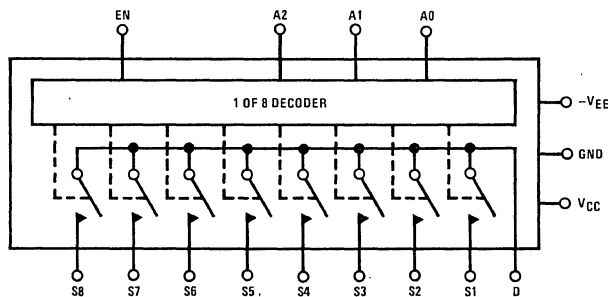 EN A2 A1 A0
1 OF 8 DECODER
-VEE
GND
VCC
S8 S7 S6 S5 S4 S3 S2 S1 D